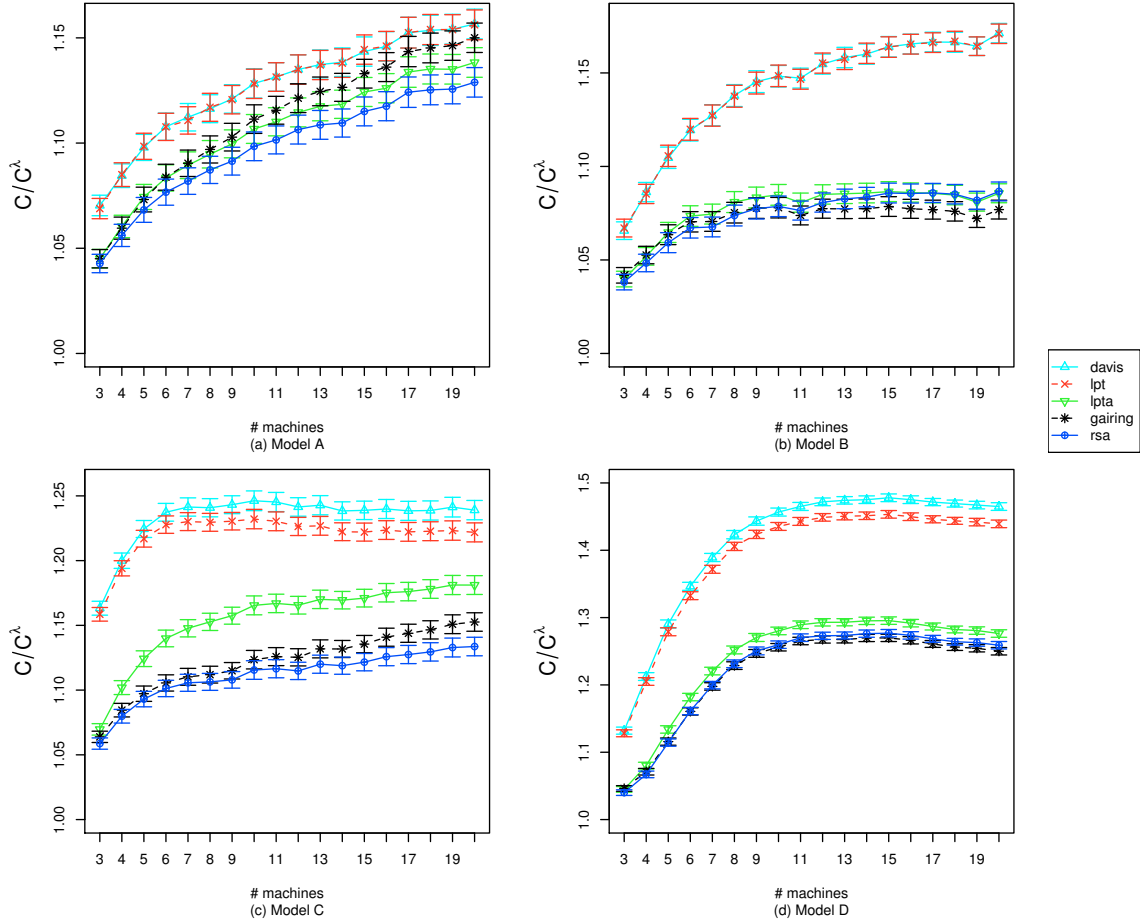 C/C^λ
1.00
1.05
1.10
1.15
3 4 5 6 7 8 9 11 13 15 17 19
# machines
(a) Model A
C/C^λ
1.00
1.05
1.10
1.15
3 4 5 6 7 8 9 11 13 15 17 19
# machines
(b) Model B
davis
lpt
lpta
gairing
rsa
C/C^λ
1.00
1.05
1.10
1.15
1.20
1.25
3 4 5 6 7 8 9 11 13 15 17 19
# machines
(c) Model C
C/C^λ
1.0
1.1
1.2
1.3
1.4
1.5
3 4 5 6 7 8 9 11 13 15 17 19
# machines
(d) Model D